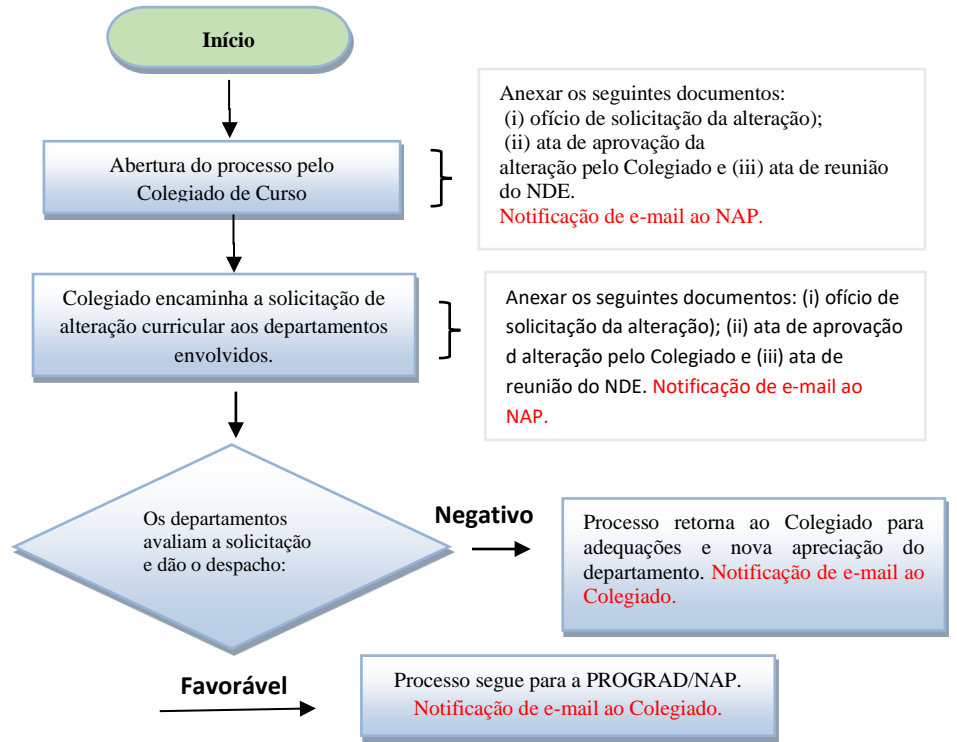 Início
Abertura do processo pelo
Colegiado de Curso
Anexar os seguintes documentos:
(i) ofício de solicitação da alteração);
(ii) ata de aprovação da
alteração pelo Colegiado e (iii) ata de reunião
do NDE.
Notificação de e-mail ao NAP.
Colegiado encaminha a solicitação de
alteração curricular aos departamentos
envolvidos.
Anexar os seguintes documentos: (i) ofício de
solicitação da alteração); (ii) ata de aprovação
d alteração pelo Colegiado e (iii) ata de
reunião do NDE. Notificação de e-mail ao
NAP.
Os departamentos
avaliam a solicitação
e dão o despacho:
Negativo
Processo retorna ao Colegiado para
adequações e nova apreciação do
departamento. Notificação de e-mail ao
Colegiado.
Favorável
Processo segue para a PROGRAD/NAP.
Notificação de e-mail ao Colegiado.